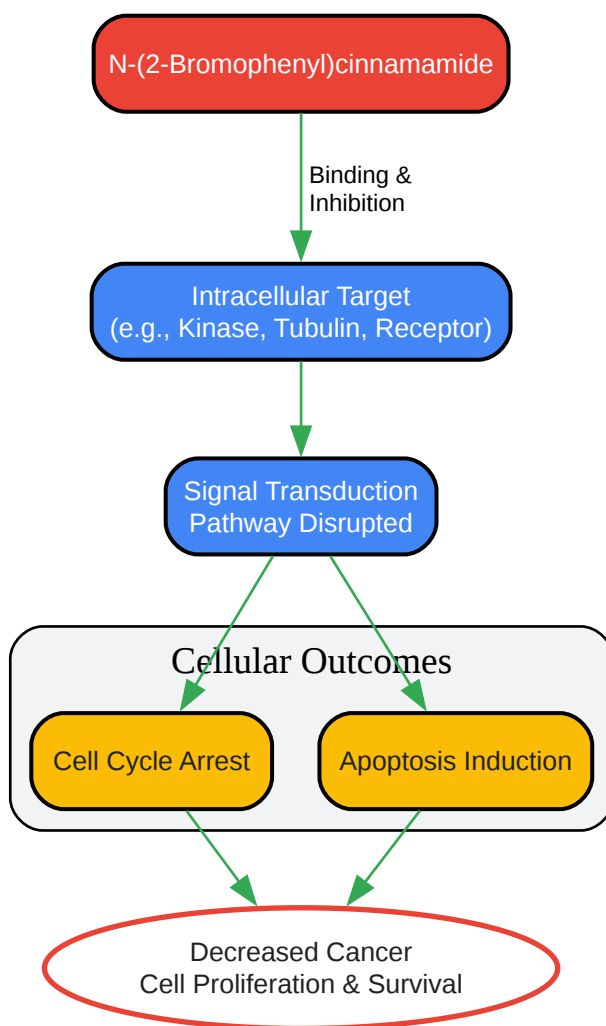 N-(2-Bromophenyl)cinnamamide
Binding &
Inhibition
Intracellular Target
(e.g., Kinase, Tubulin, Receptor)
Signal Transduction
Pathway Disrupted
Cellular Outcomes
Cell Cycle Arrest
Apoptosis Induction
Decreased Cancer
Cell Proliferation & Survival